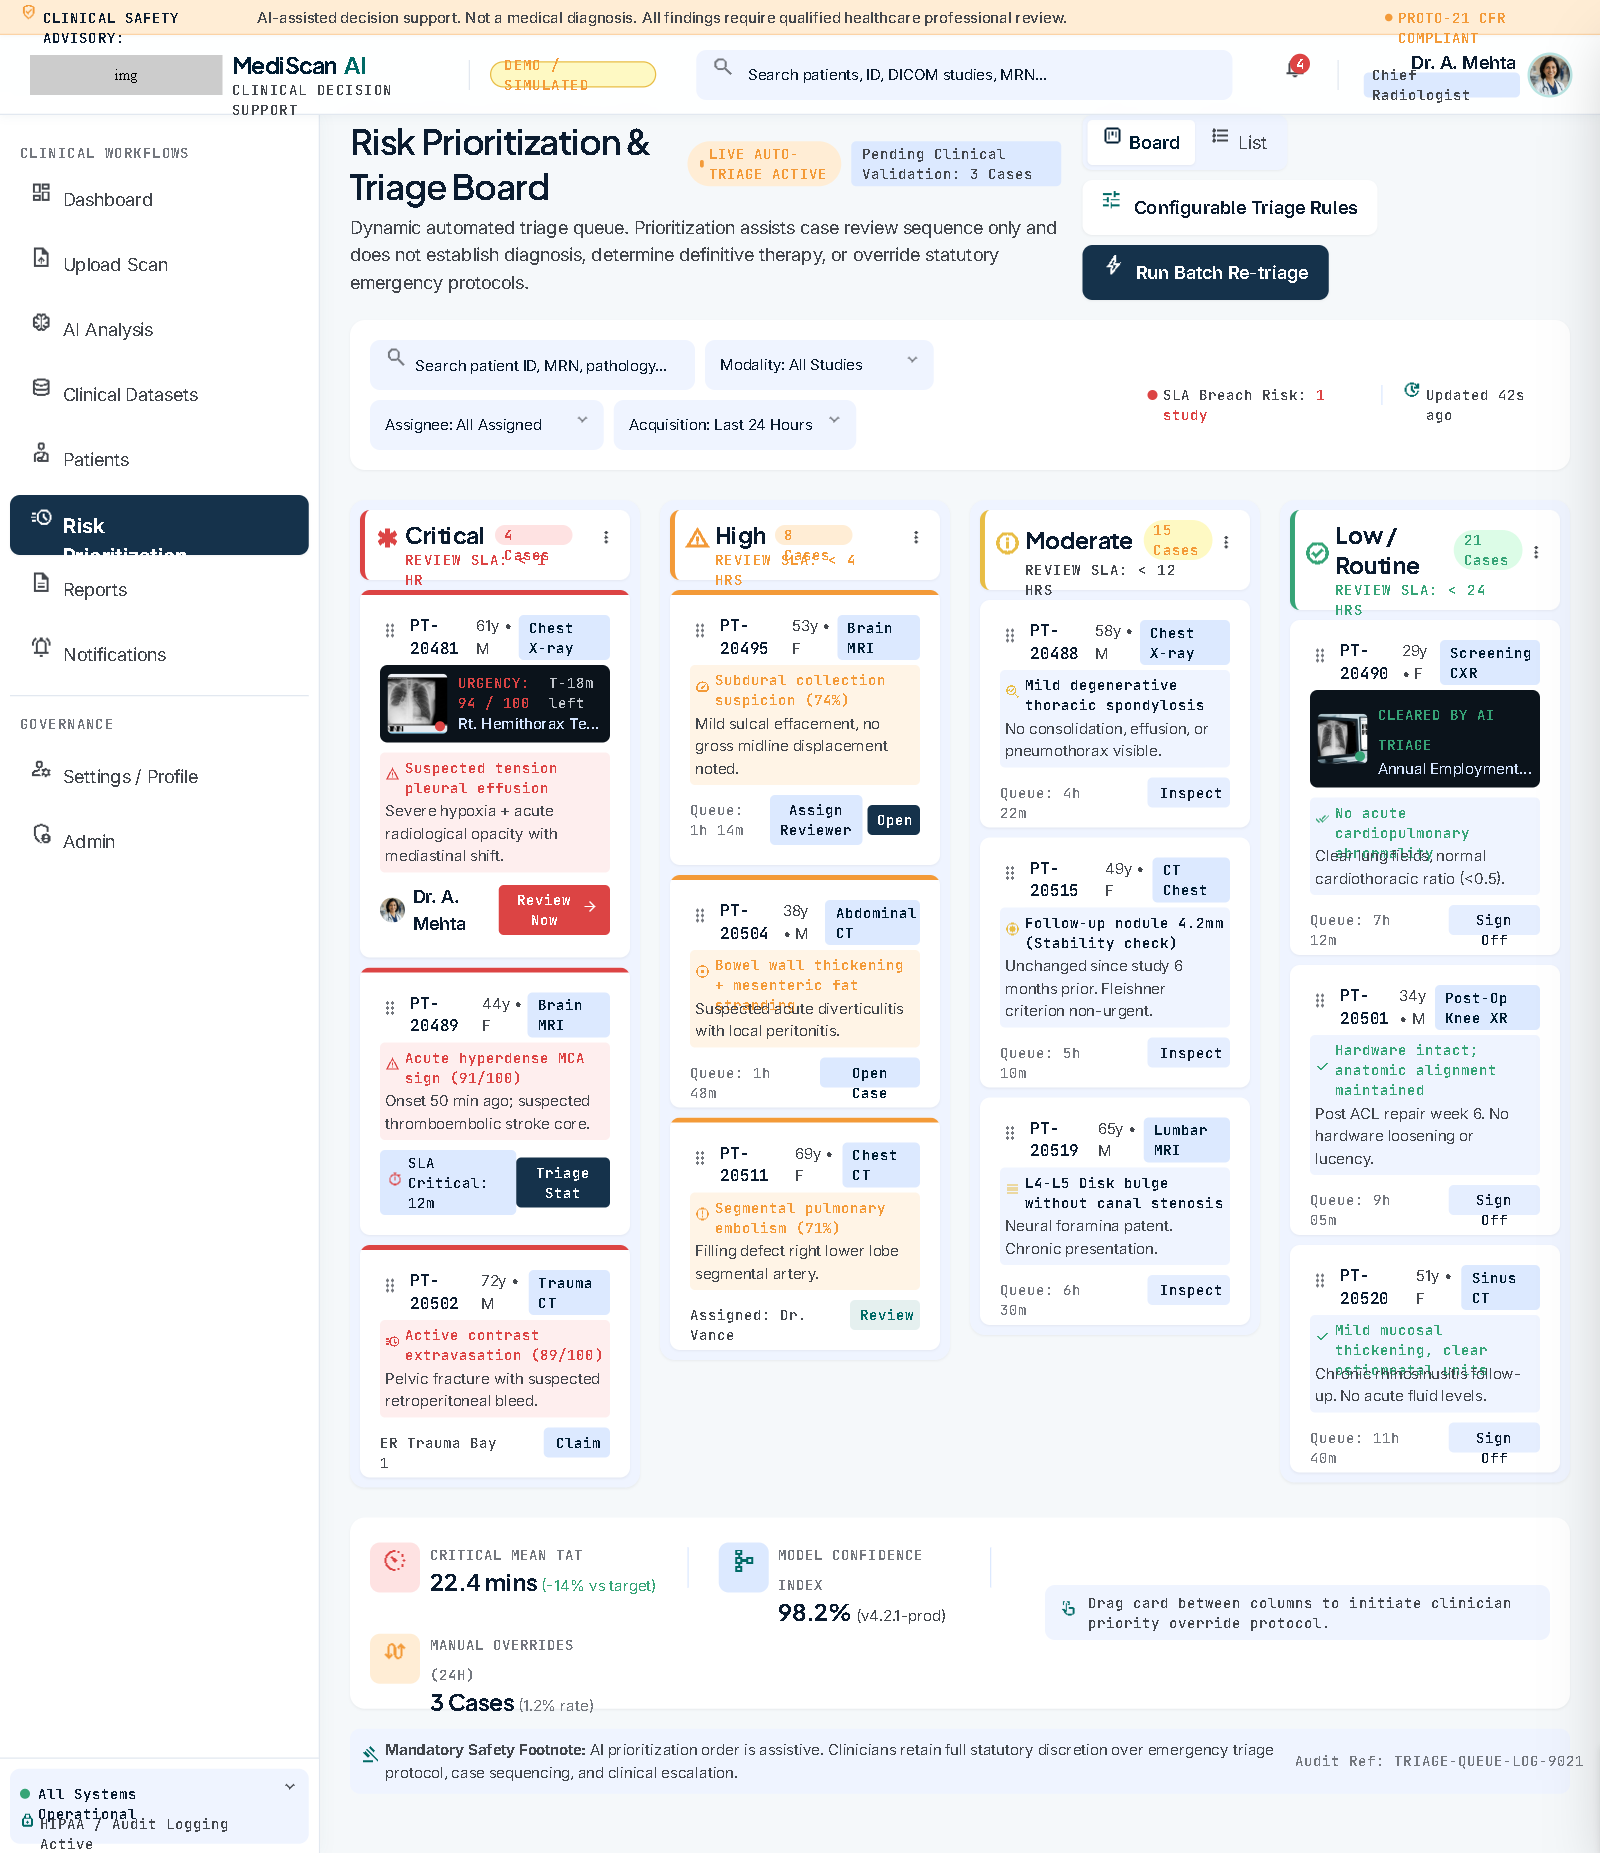 CLINICAL SAFETY
ADVISORY:
AI-assisted decision support. Not a medical diagnosis. All findings require qualified healthcare professional review.
PROTO-21 CFR
COMPLIANT
img
MediScan AI
CLINICAL DECISION
SUPPORT
DEMO /
SIMULATED
Search patients, ID, DICOM studies, MRN...
4
Dr. A. Mehta
Chief
Radiologist
CLINICAL WORKFLOWS
Dashboard
Upload Scan
AI Analysis
Clinical Datasets
Patients
Risk
Prioritization
Reports
Notifications
GOVERNANCE
Settings / Profile
Admin
All Systems
Operational
HIPAA / Audit Logging
Active
Risk Prioritization &
Triage Board
LIVE AUTO-
TRIAGE ACTIVE
Pending Clinical
Validation: 3 Cases
Dynamic automated triage queue. Prioritization assists case review sequence only and
does not establish diagnosis, determine definitive therapy, or override statutory
emergency protocols.
Board
List
Configurable Triage Rules
Run Batch Re-triage
Search patient ID, MRN, pathology...
Modality: All Studies
Assignee: All Assigned
Acquisition: Last 24 Hours
SLA Breach Risk: 1
study
Updated 42s
ago
Critical
4
Cases
REVIEW SLA: < 1
HR
PT-
20481
61y •
M
Chest
X-ray
URGENCY:
94 / 100
T-18m
left
Rt. Hemithorax Te...
Suspected tension
pleural effusion
Severe hypoxia + acute
radiological opacity with
mediastinal shift.
Dr. A.
Mehta
Review
Now
PT-
20489
44y •
F
Brain
MRI
Acute hyperdense MCA
sign (91/100)
Onset 50 min ago; suspected
thromboembolic stroke core.
SLA
Critical:
12m
Triage
Stat
PT-
20502
72y •
M
Trauma
CT
Active contrast
extravasation (89/100)
Pelvic fracture with suspected
retroperitoneal bleed.
ER Trauma Bay
1
Claim
High
8
Cases
REVIEW SLA: < 4
HRS
PT-
20495
53y •
F
Brain
MRI
Subdural collection
suspicion (74%)
Mild sulcal effacement, no
gross midline displacement
noted.
Queue:
1h 14m
Assign
Reviewer
Open
PT-
20504
38y
• M
Abdominal
CT
Bowel wall thickening
+ mesenteric fat
stranding
Suspected acute diverticulitis
with local peritonitis.
Queue: 1h
48m
Open
Case
PT-
20511
69y •
F
Chest
CT
Segmental pulmonary
embolism (71%)
Filling defect right lower lobe
segmental artery.
Assigned: Dr.
Vance
Review
Moderate
15
Cases
REVIEW SLA: < 12
HRS
PT-
20488
58y •
M
Chest
X-ray
Mild degenerative
thoracic spondylosis
No consolidation, effusion, or
pneumothorax visible.
Queue: 4h
22m
Inspect
PT-
20515
49y •
F
CT
Chest
Follow-up nodule 4.2mm
(Stability check)
Unchanged since study 6
months prior. Fleishner
criterion non-urgent.
Queue: 5h
10m
Inspect
PT-
20519
65y •
M
Lumbar
MRI
L4-L5 Disk bulge
without canal stenosis
Neural foramina patent.
Chronic presentation.
Queue: 6h
30m
Inspect
Low /
Routine
21
Cases
REVIEW SLA: < 24
HRS
PT-
20490
29y
• F
Screening
CXR
CLEARED BY AI
TRIAGE
Annual Employment...
No acute
cardiopulmonary
abnormality
Clear lung fields, normal
cardiothoracic ratio (<0.5).
Queue: 7h
12m
Sign
Off
PT-
20501
34y
• M
Post-Op
Knee XR
Hardware intact;
anatomic alignment
maintained
Post ACL repair week 6. No
hardware loosening or
lucency.
Queue: 9h
05m
Sign
Off
PT-
20520
51y •
F
Sinus
CT
Mild mucosal
thickening, clear
ostiomeatal units
Chronic rhinosinusitis follow-
up. No acute fluid levels.
Queue: 11h
40m
Sign
Off
CRITICAL MEAN TAT
22.4 mins (-14% vs target)
MODEL CONFIDENCE
INDEX
98.2% (v4.2.1-prod)
MANUAL OVERRIDES
(24H)
3 Cases (1.2% rate)
Drag card between columns to initiate clinician
priority override protocol.
Mandatory Safety Footnote: AI prioritization order is assistive. Clinicians retain full statutory discretion over emergency triage
protocol, case sequencing, and clinical escalation.
Audit Ref: TRIAGE-QUEUE-LOG-9021